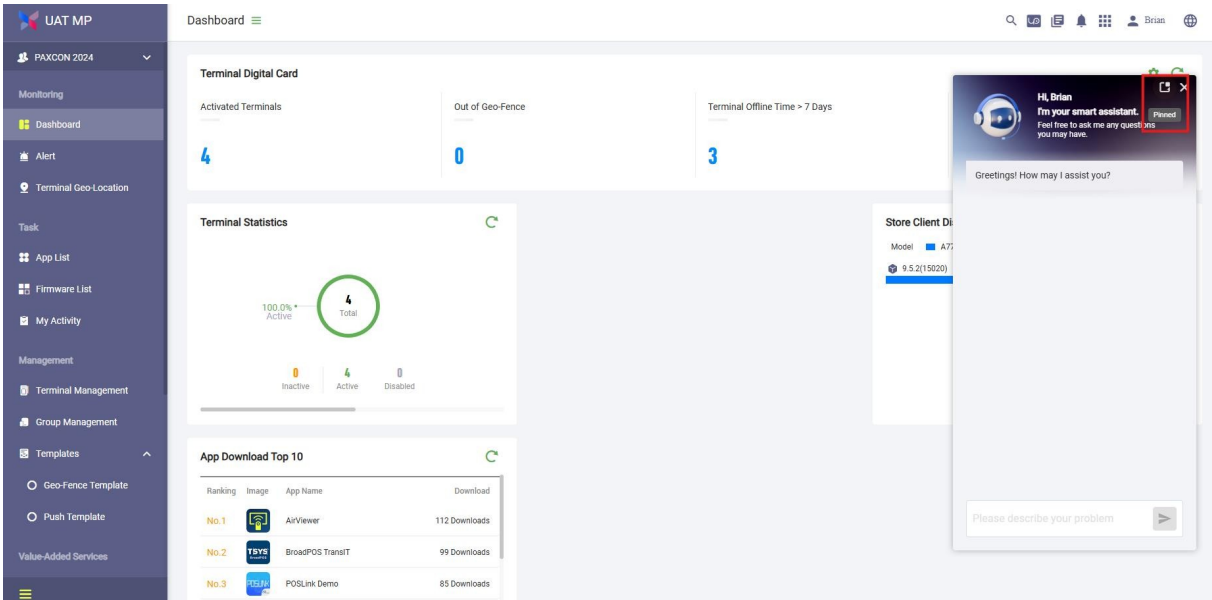 UAT MP
Dashboard
Brian
PAXCON 2024
Monitoring
Dashboard
Alert
Terminal Geo-Location
Task
App List
Firmware List
My Activity
Management
Terminal Management
Group Management
Templates
Geo-Fence Template
Push Template
Value-Added Services
Terminal Digital Card
Activated Terminals
4
Out of Geo-Fence
0
Terminal Offline Time > 7 Days
3
Terminal Statistics
100.0%
Active
4
Total
0
Inactive
4
Active
0
Disabled
Store Client Di
Model A77
9.5.2(15020)
App Download Top 10
Ranking Image App Name Download
No.1 AirViewer 112 Downloads
No.2 TSYS BroadPOS TransIT 99 Downloads
No.3 POSLink POSLink Demo 85 Downloads
Hi, Brian
I'm your smart assistant.
Feel free to ask me any questions
you may have.
Pinned
Greetings! How may I assist you?
Please describe your problem